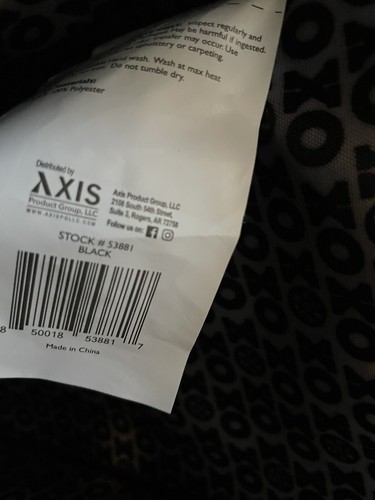 inspect regularly and
be harmful if ingested.
may occur. Use
upholstery or carpeting.
wash. Wash at max heat
Do not tumble dry.
Polyester
Distributed by
AXIS
Product Group, LLC
WWW.AXISPGLLC.COM
Axis Product Group, LLC
2158 South 54th Street,
Suite 3, Rogers, AR 72758
Follow us on:
STOCK # 53881
BLACK
8 50018 53881 7
Made in China